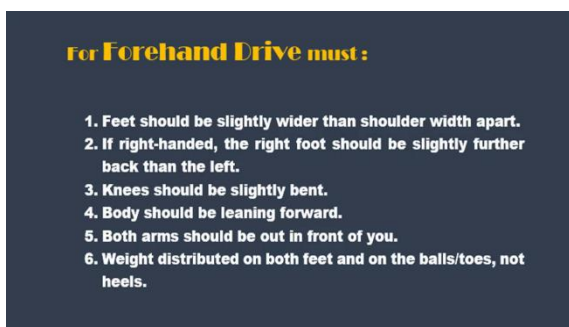 For Forehand Drive must :
1. Feet should be slightly wider than shoulder width apart.
2. If right-handed, the right foot should be slightly further
back than the left.
3. Knees should be slightly bent.
4. Body should be leaning forward.
5. Both arms should be out in front of you.
6. Weight distributed on both feet and on the balls/toes, not
heels.